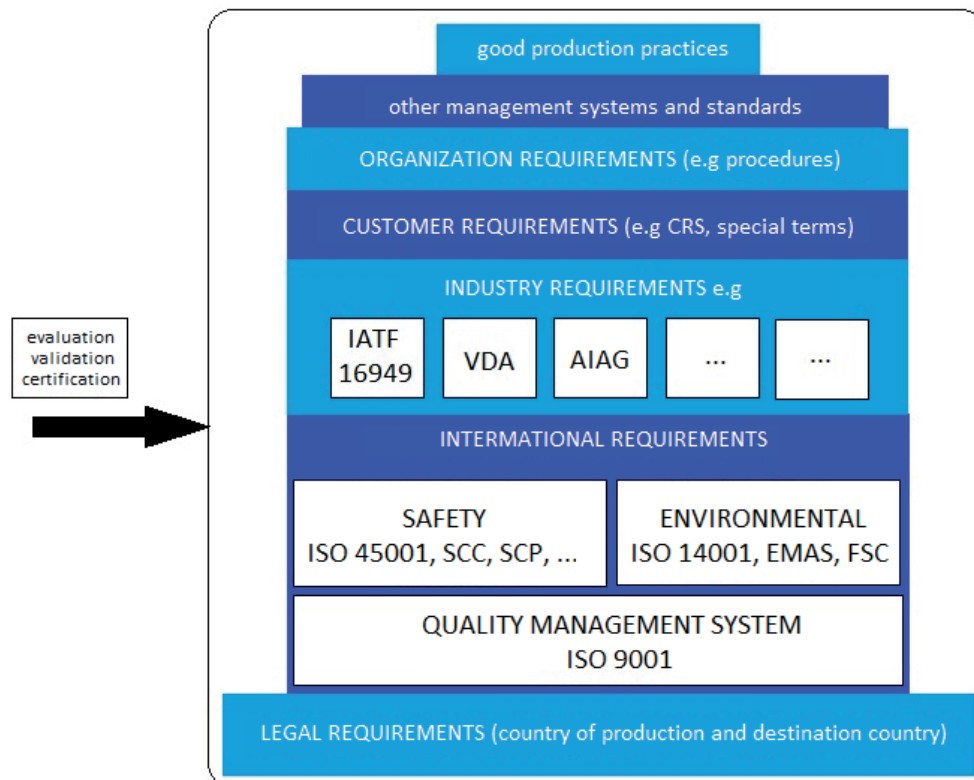 good production practices
other management systems and standards
ORGANIZATION REQUIREMENTS (e.g procedures)
CUSTOMER REQUIREMENTS (e.g CRS, special terms)
INDUSTRY REQUIREMENTS e.g
IATF
16949
VDA
AIAG
...
...
evaluation
validation
certification
INTERMATIONAL REQUIREMENTS
SAFETY
ISO 45001, SCC, SCP, ...
ENVIRONMENTAL
ISO 14001, EMAS, FSC
QUALITY MANAGEMENT SYSTEM
ISO 9001
LEGAL REQUIREMENTS (country of production and destination country)